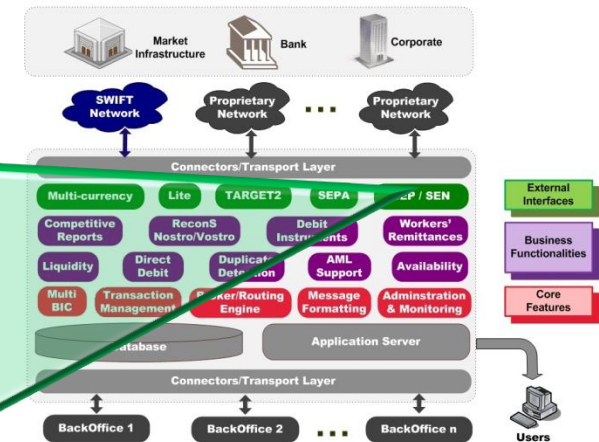 Market
Infrastructure
Bank
Corporate
SWIFT
Network
Proprietary
Network
Proprietary
Network
Connectors/Transport Layer
Multi-currency
Lite
TARGET2
SEPA
/ SEN
External
Interfaces
Competitive
Reports
ReconS
Nostro/Vostro
Debit
Instruments
Workers'
Remittances
Business
Functionalities
Liquidity
Direct
Debit
Duplicate
Detection
AML
Support
Availability
Multi
BIC
Transaction
Management
Broker/Routing
Engine
Message
Formatting
Adminstration
& Monitoring
Core
Features
Database
Application Server
Connectors/Transport Layer
BackOffice 1
BackOffice 2
BackOffice n
Users